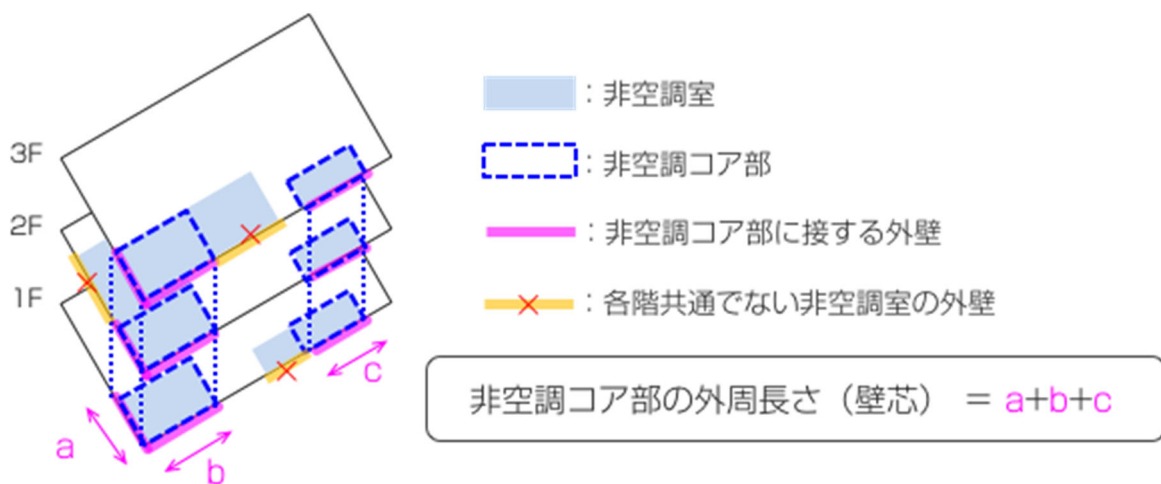 3F
2F
1F
a
b
c
：非空調室
：非空調コア部
：非空調コア部に接する外壁
：各階共通でない非空調室の外壁
非空調コア部の外周長さ（壁芯） ＝ a+b+c